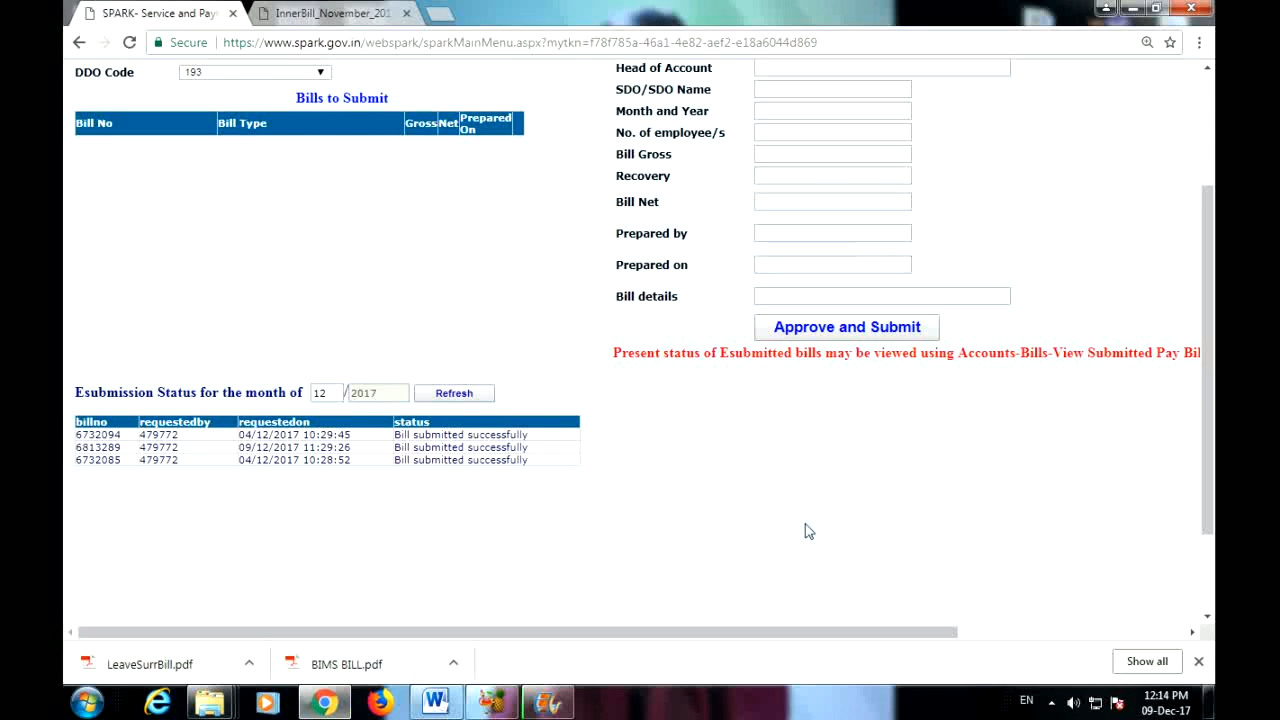 SPARK- Service and Pay
InnerBill_November_201
Secure https://www.spark.gov.in/webspark/sparkMainMenu.aspx?mytkn=f78f785a-46a1-4e82-aef2-e18a6044d869
DDO Code 193
Bills to Submit
Bill No Bill Type Gross Net Prepared On
Head of Account
SDO/SDO Name
Month and Year
No. of employee/s
Bill Gross
Recovery
Bill Net
Prepared by
Prepared on
Bill details
Approve and Submit
Present status of Esubmitted bills may be viewed using Accounts-Bills-View Submitted Pay Bil
Esubmission Status for the month of 12 / 2017 Refresh
billno requestedby requestedon status
6732094 479772 04/12/2017 10:29:45 Bill submitted successfully
6813289 479772 09/12/2017 11:29:26 Bill submitted successfully
6732085 479772 04/12/2017 10:28:52 Bill submitted successfully
LeaveSurrBill.pdf BIMS BILL.pdf Show all
EN 12:14 PM
09-Dec-17